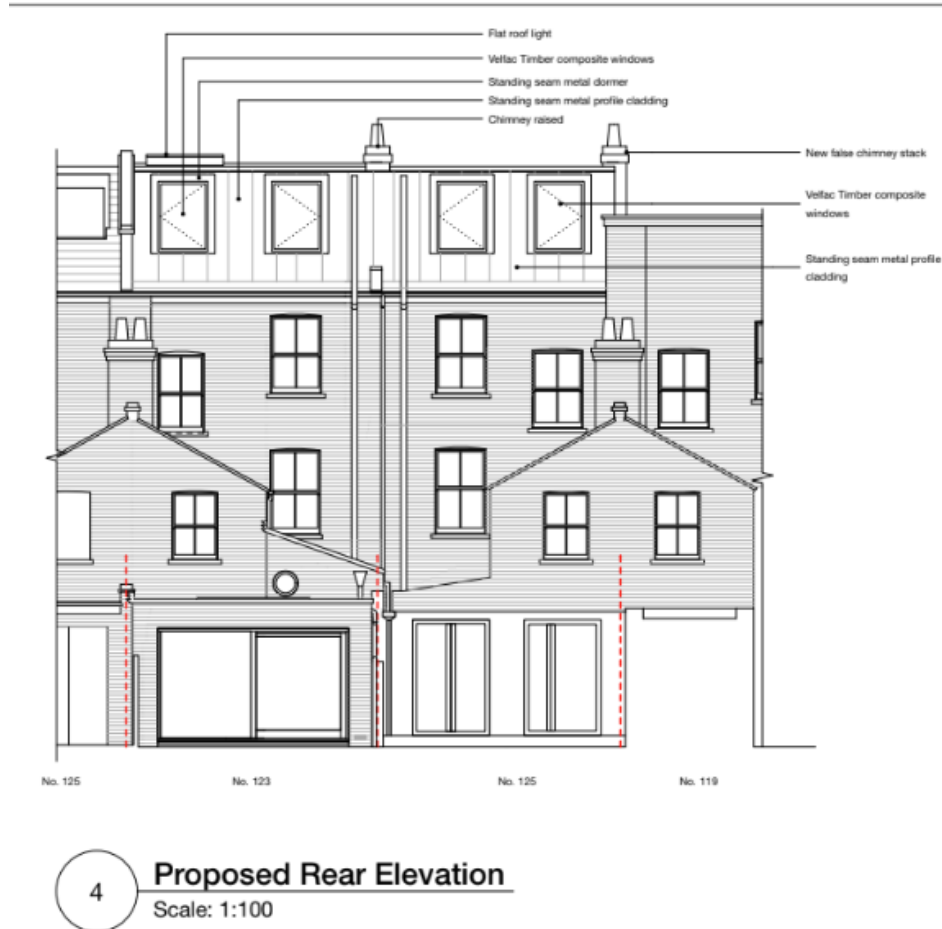 Flat roof light
Velfac Timber composite windows
Standing seam metal dormer
Standing seam metal profile cladding
Chimney raised
New false chimney stack
Velfac Timber composite
windows
Standing seam metal profile
cladding
No. 125
No. 123
No. 125
No. 119
4
Proposed Rear Elevation
Scale: 1:100